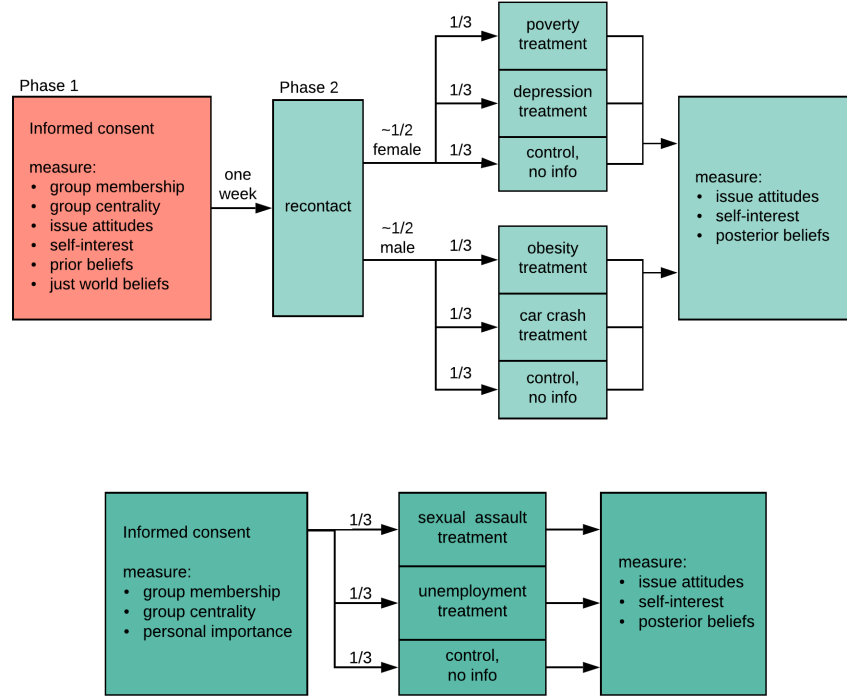 Phase 1
Informed consent
measure:
• group membership
• group centrality
• issue attitudes
• self-interest
• prior beliefs
• just world beliefs
one
week
Phase 2
recontact
~1/2
female
~1/2
male
1/3
poverty
treatment
1/3
depression
treatment
1/3
control,
no info
1/3
obesity
treatment
1/3
car crash
treatment
1/3
control,
no info
measure:
• issue attitudes
• self-interest
• posterior beliefs
Informed consent
measure:
• group membership
• group centrality
• personal importance
1/3
sexual assault
treatment
1/3
unemployment
treatment
1/3
control,
no info
measure:
• issue attitudes
• self-interest
• posterior beliefs